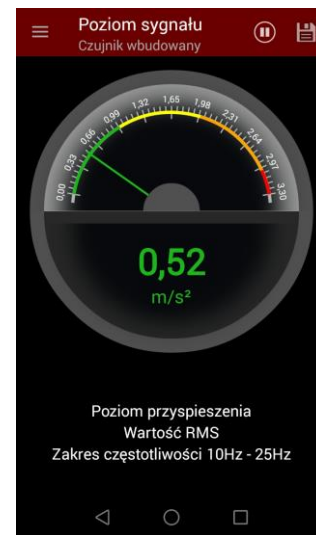 Poziom sygnału
Czujnik wbudowany
0,00
0,33
0,66
0,99
1,32
1,65
1,98
2,31
2,64
2,97
3,30
0,52
m/s²
Poziom przyspieszenia
Wartość RMS
Zakres częstotliwości 10Hz - 25Hz